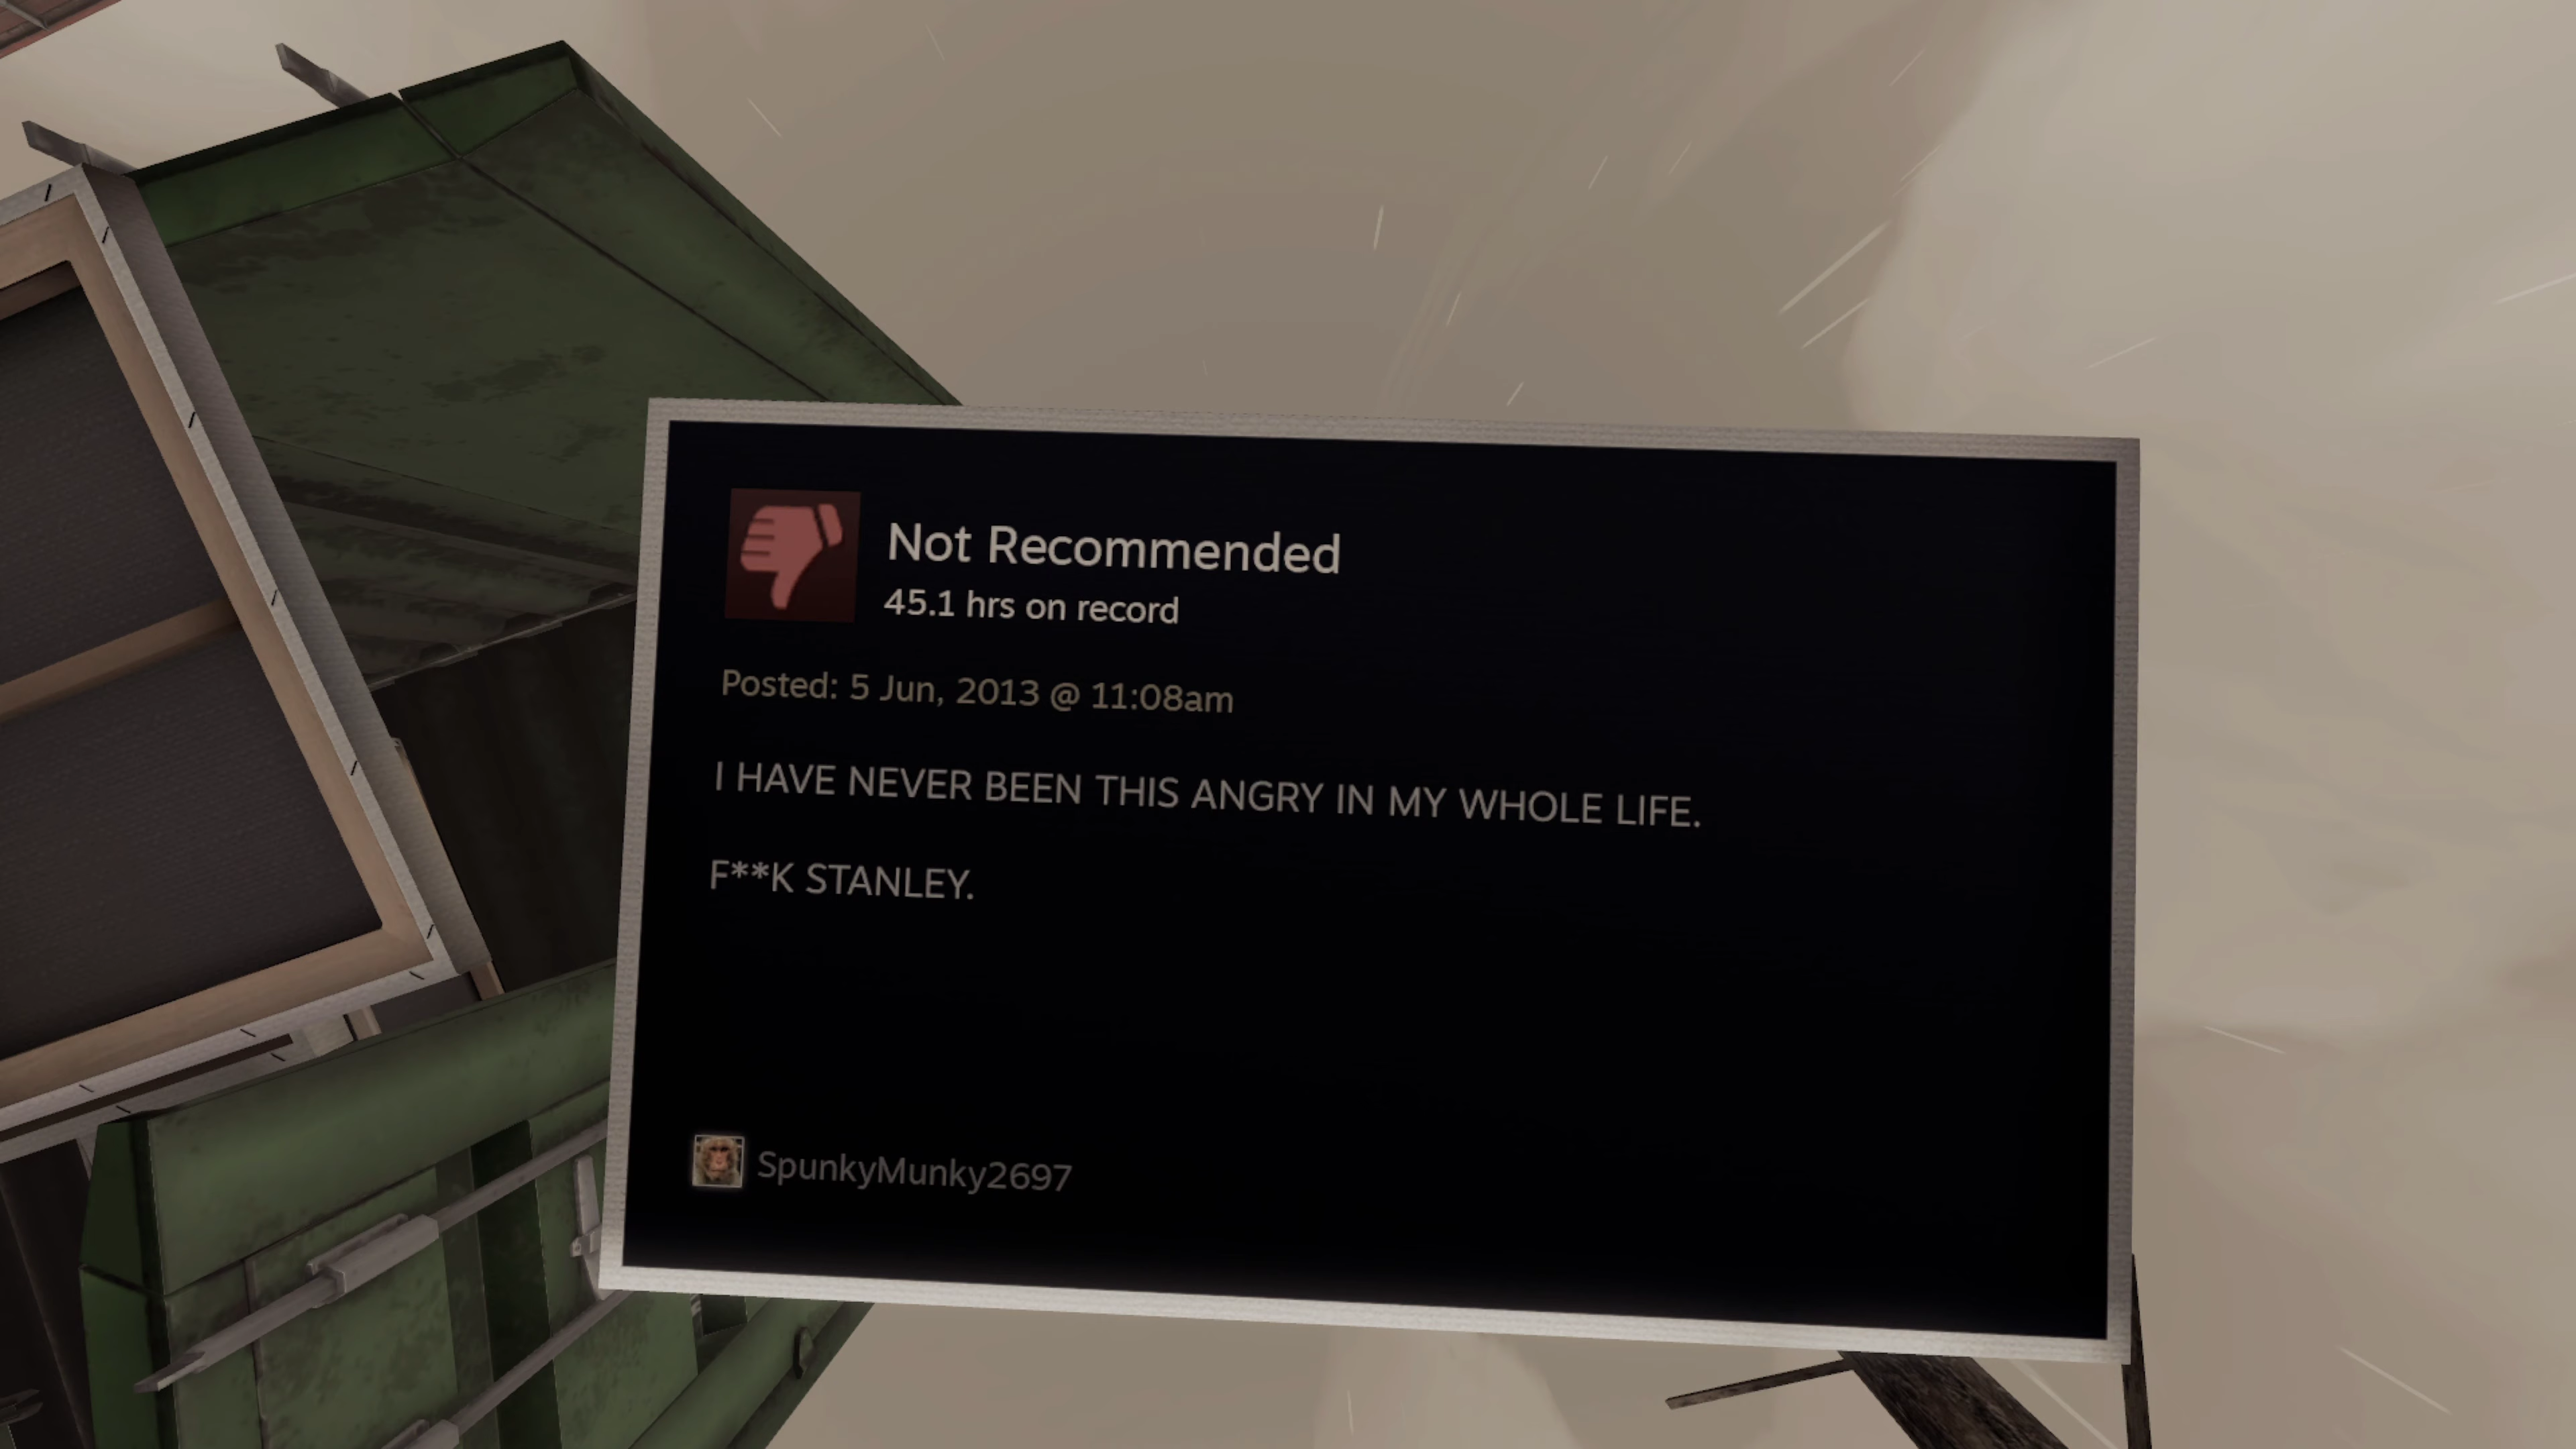 Not Recommended
45.1 hrs on record
Posted: 5 Jun, 2013 @ 11:08am
I HAVE NEVER BEEN THIS ANGRY IN MY WHOLE LIFE.
F**K STANLEY.
SpunkyMunky2697